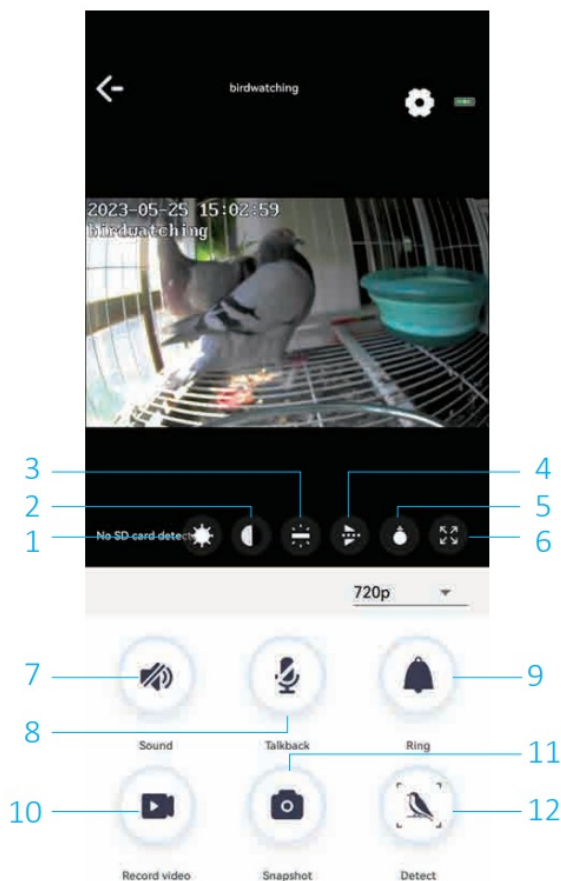 birdwatching
2023-05-25 15:02:59
birdwatching
3
4
2
5
1
No SD card detect
6
720p
7
9
8
Sound
Talkback
Ring
11
10
12
Record video
Snapshot
Detect